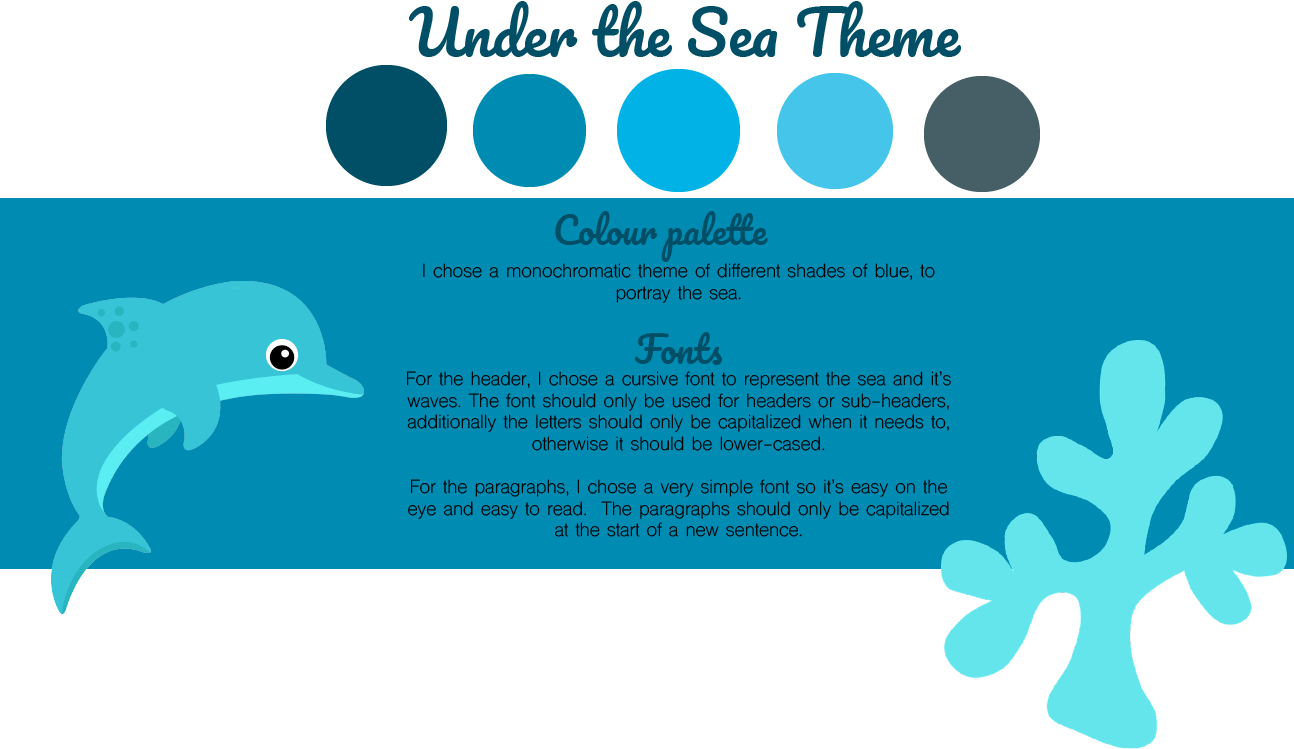 Under the Sea Theme
Colour palette
I chose a monochromatic theme of different shades of blue, to
portray the sea.
Fonts
For the header, I chose a cursive font to represent the sea and it's
waves. The font should only be used for headers or sub-headers,
additionally the letters should only be capitalized when it needs to,
otherwise it should be lower-cased.
For the paragraphs, I chose a very simple font so it's easy on the
eye and easy to read.  The paragraphs should only be capitalized
at the start of a new sentence.